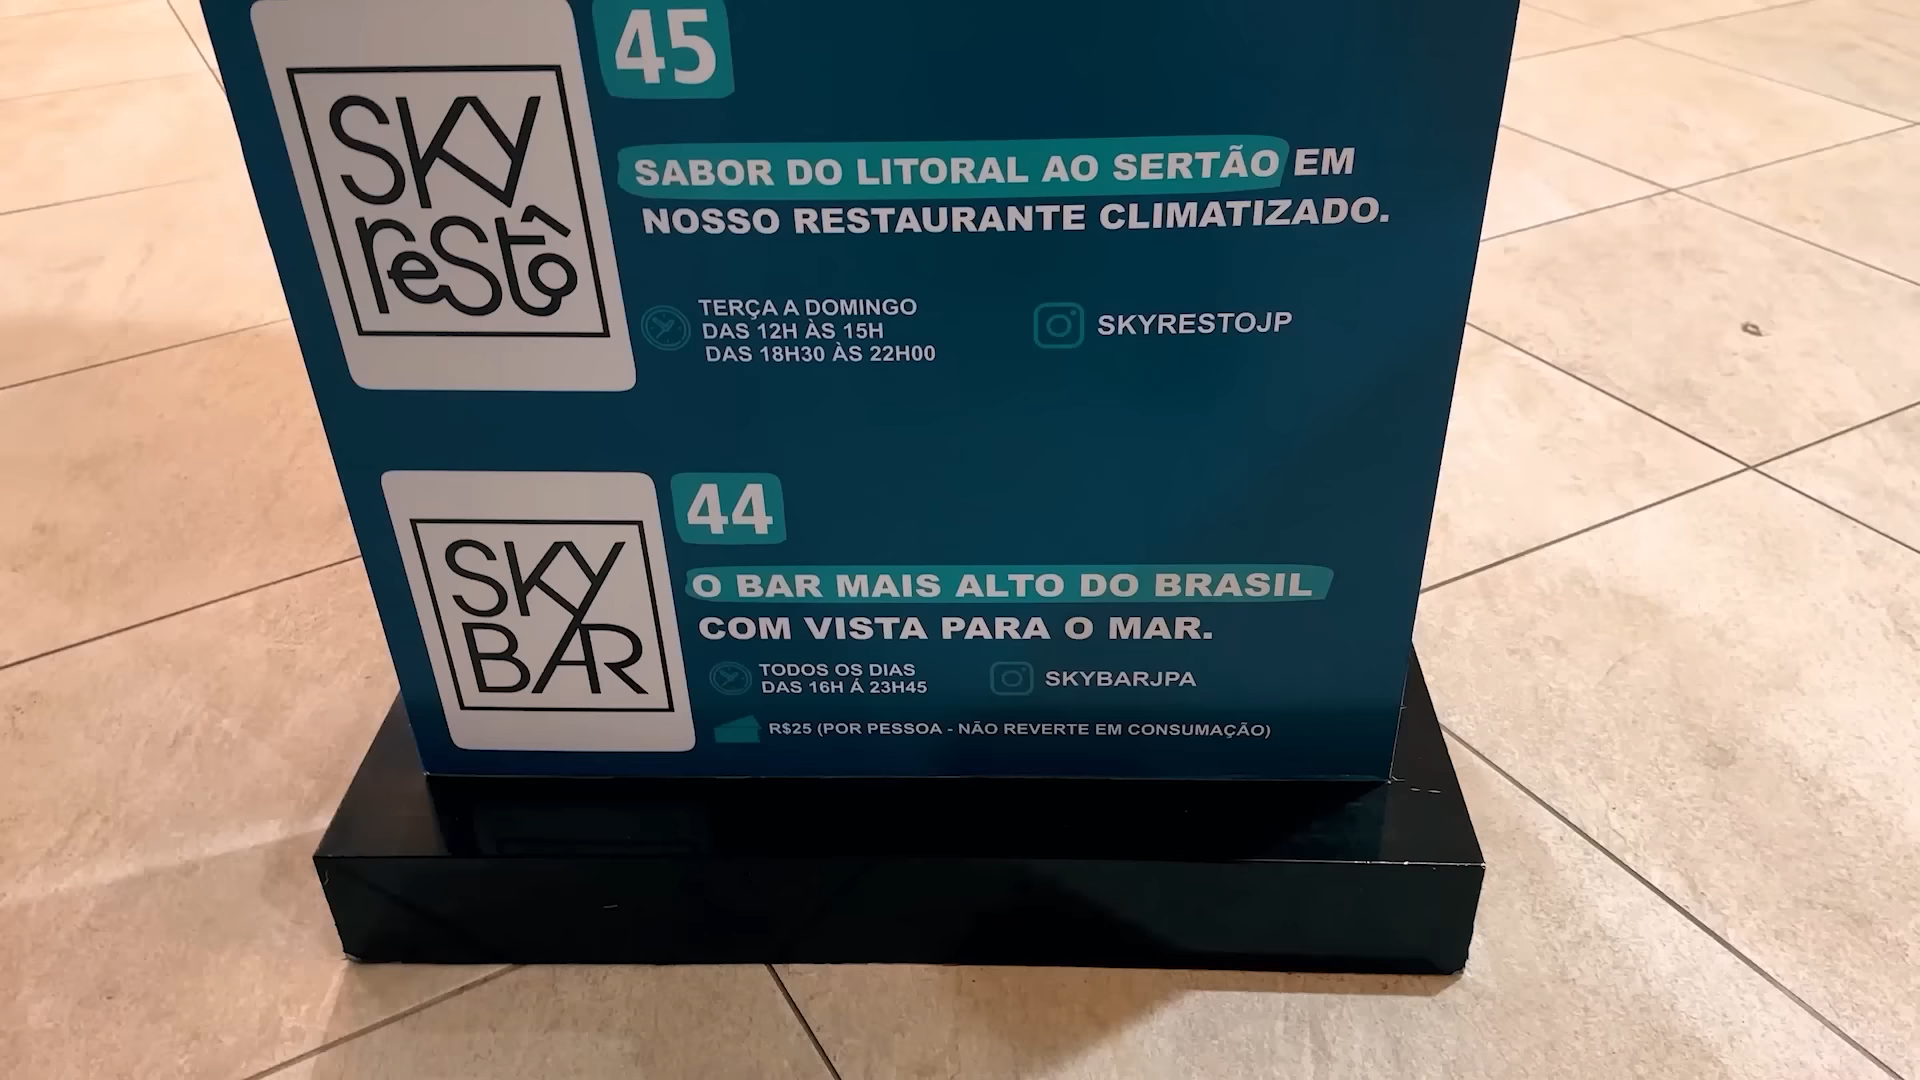 45
SKY
restô
SABOR DO LITORAL AO SERTÃO EM
NOSSO RESTAURANTE CLIMATIZADO.
TERÇA A DOMINGO
DAS 12H ÀS 15H
DAS 18H30 ÀS 22H00
SKYRESTOJP
44
SKY
BAR
O BAR MAIS ALTO DO BRASIL
COM VISTA PARA O MAR.
TODOS OS DIAS
DAS 16H Á 23H45
SKYBARJPA
R$25 (POR PESSOA - NÃO REVERTE EM CONSUMAÇÃO)